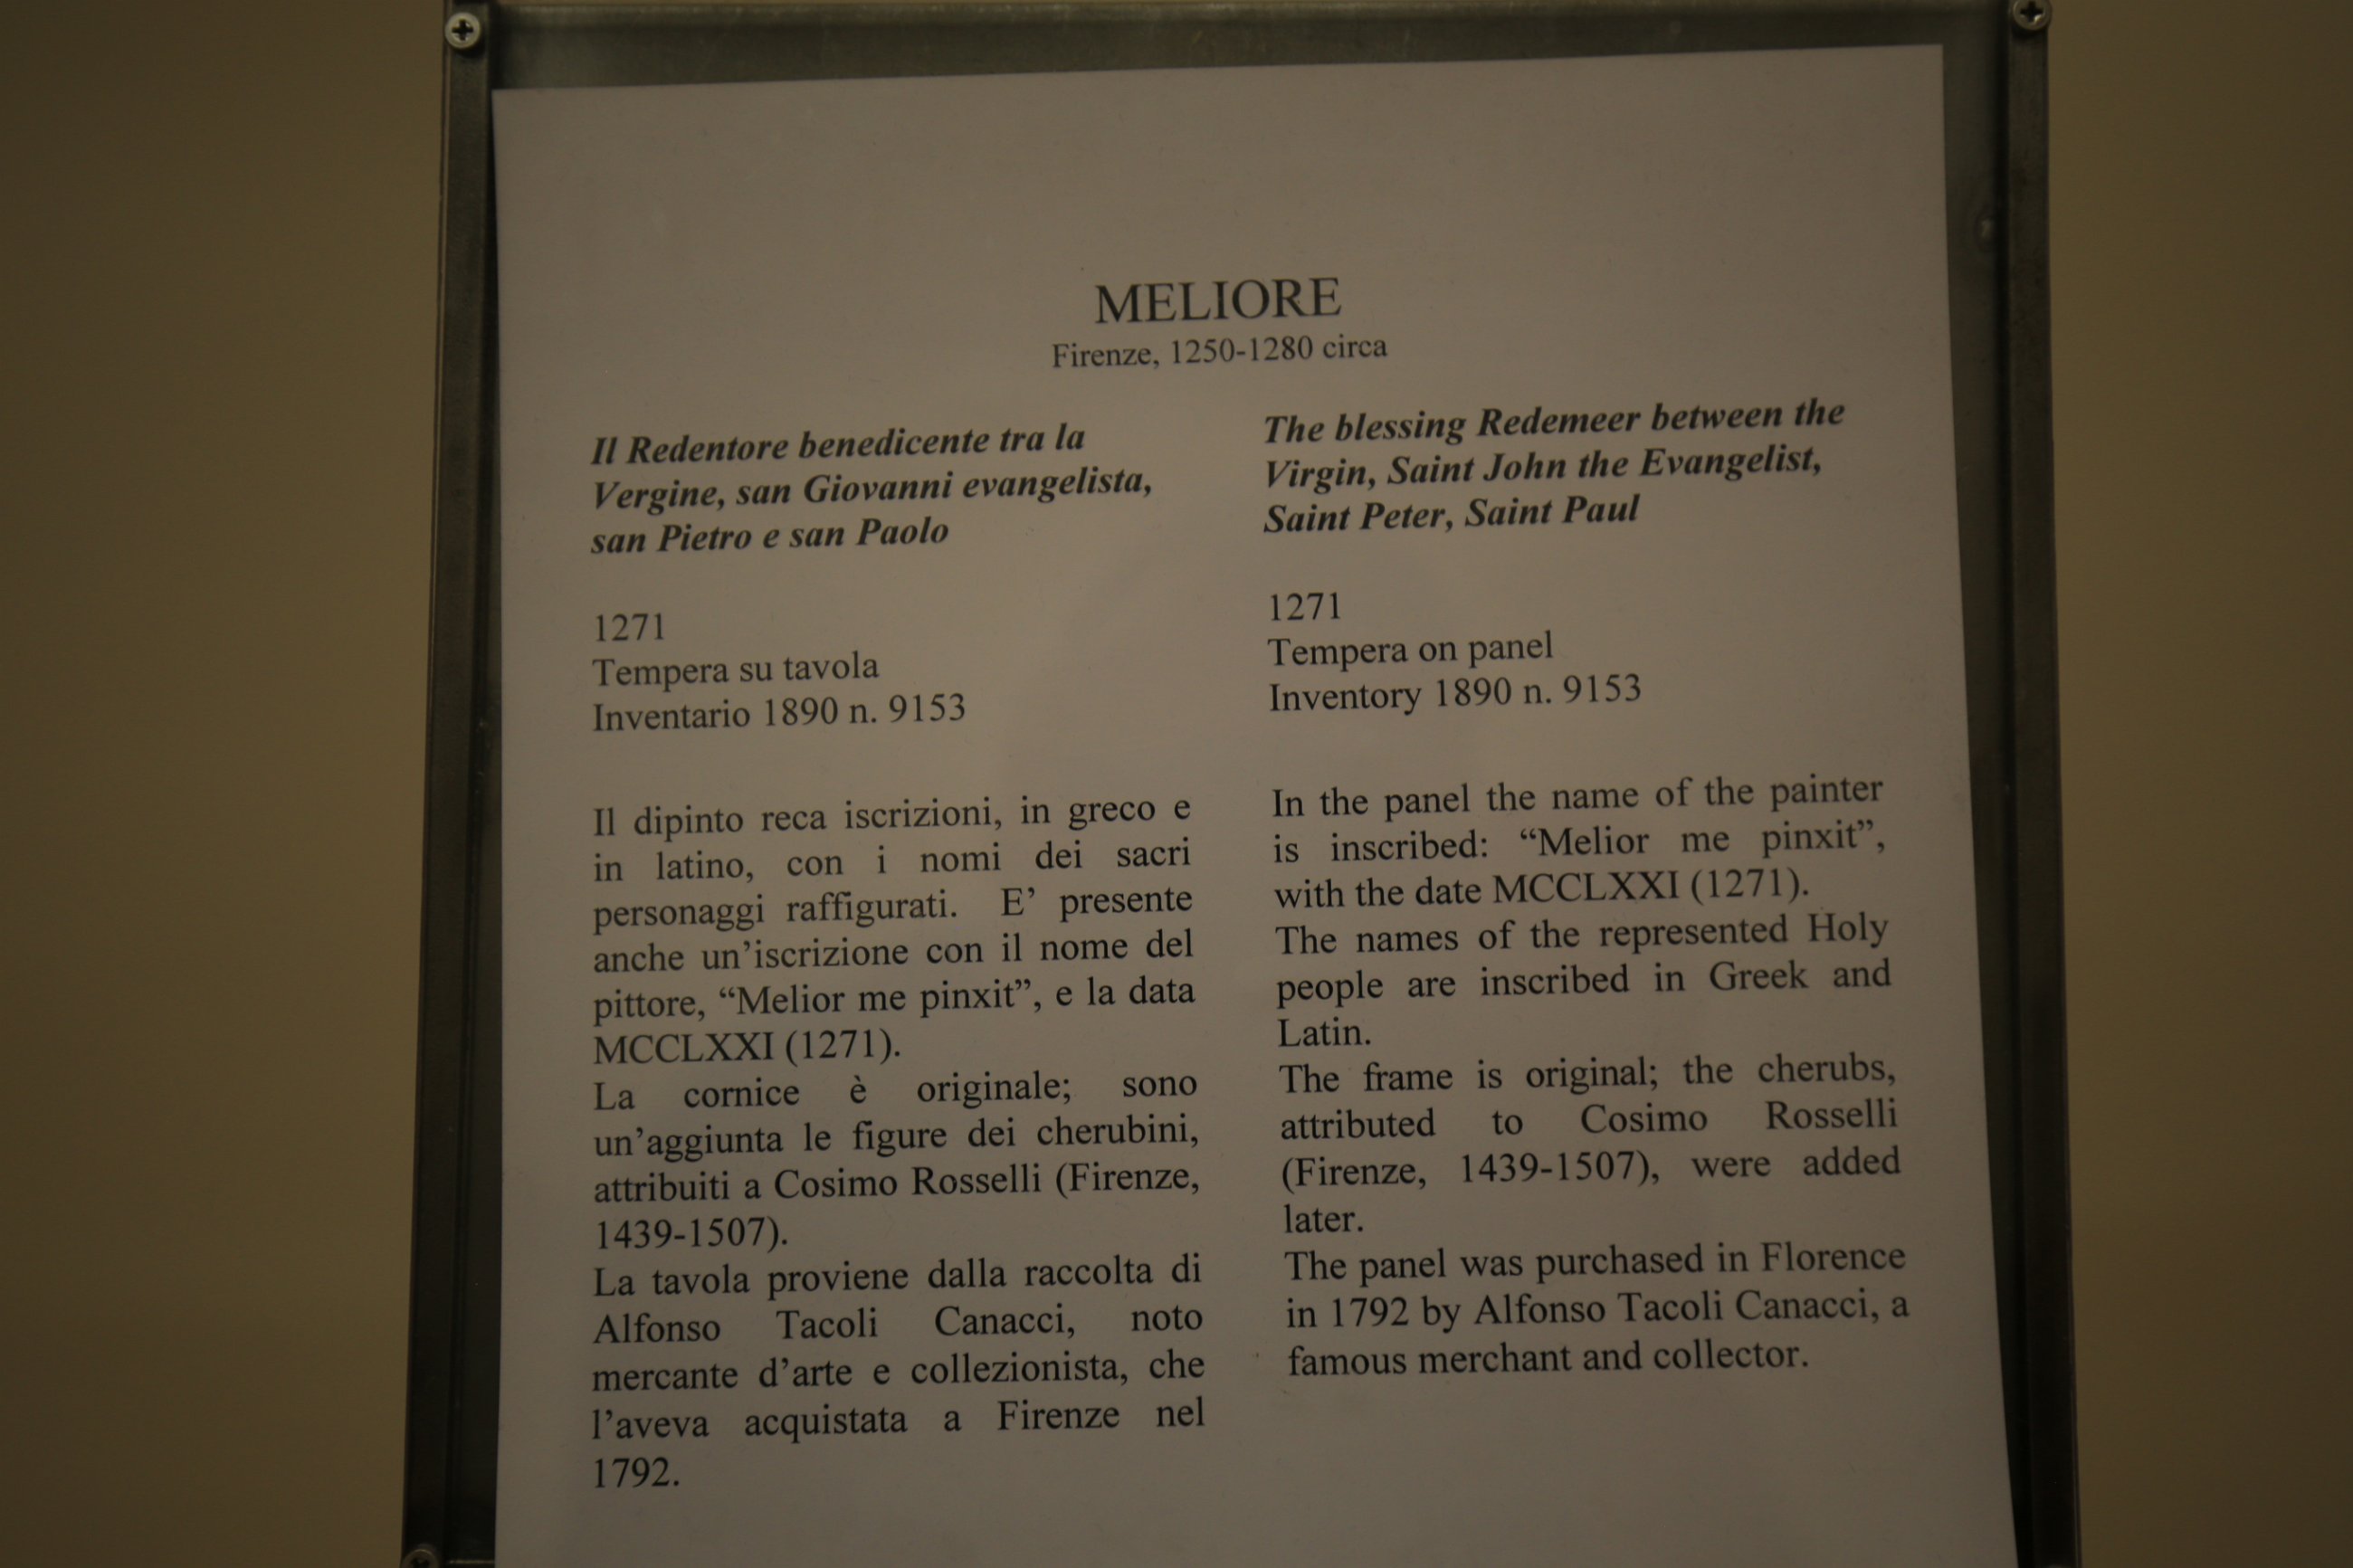 MELIORE
Firenze, 1250-1280 circa
Il Redentore benedicente tra la
Vergine, san Giovanni evangelista,
san Pietro e san Paolo
1271
Tempera su tavola
Inventario 1890 n. 9153
Il dipinto reca iscrizioni, in greco e
in latino, con i nomi dei sacri
personaggi raffigurati. E’ presente
anche un’iscrizione con il nome del
pittore, “Melior me pinxit”, e la data
MCCLXXI (1271).
La cornice è originale; sono
un’aggiunta le figure dei cherubini,
attribuiti a Cosimo Rosselli (Firenze,
1439-1507).
La tavola proviene dalla raccolta di
Alfonso Tacoli Canacci, noto
mercante d’arte e collezionista, che
l’aveva acquistata a Firenze nel
1792.
The blessing Redemeer between the
Virgin, Saint John the Evangelist,
Saint Peter, Saint Paul
1271
Tempera on panel
Inventory 1890 n. 9153
In the panel the name of the painter
is inscribed: “Melior me pinxit”,
with the date MCCLXXI (1271).
The names of the represented Holy
people are inscribed in Greek and
Latin.
The frame is original; the cherubs,
attributed to Cosimo Rosselli
(Firenze, 1439-1507), were added
later.
The panel was purchased in Florence
in 1792 by Alfonso Tacoli Canacci, a
famous merchant and collector.